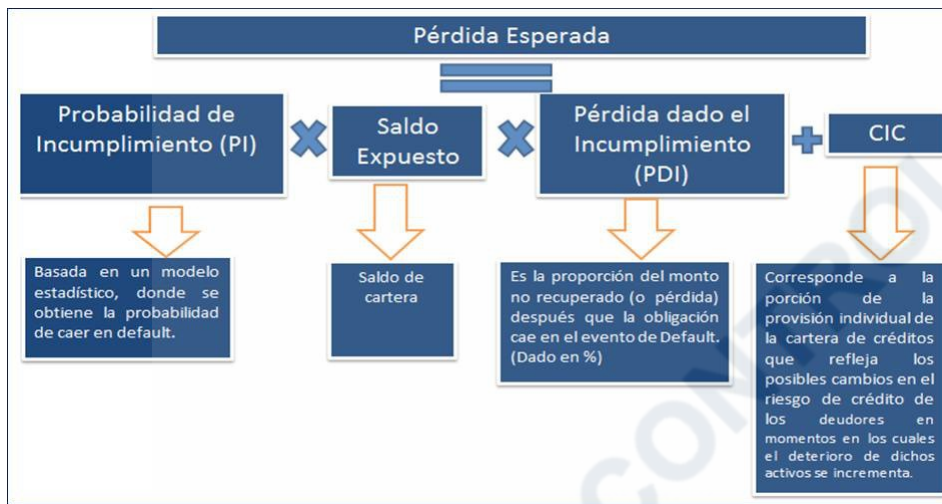 Pérdida Esperada
Probabilidad de
Incumplimiento (PI)
Saldo
Expuesto
Pérdida dado el
Incumplimiento
(PDI)
CIC
Basada en un modelo
estadístico, donde se
obtiene la probabilidad
de caer en default.
Saldo de
cartera
Es la proporción del monto
no recuperado (o pérdida)
después que la obligación
cae en el evento de Default.
(Dado en %)
Corresponde a la
porción de la
provisión individual de
la cartera de créditos
que refleja los
posibles cambios en el
riesgo de crédito de
los deudores en
momentos en los cuales
el deterioro de dichos
activos se incrementa.
CONTROL